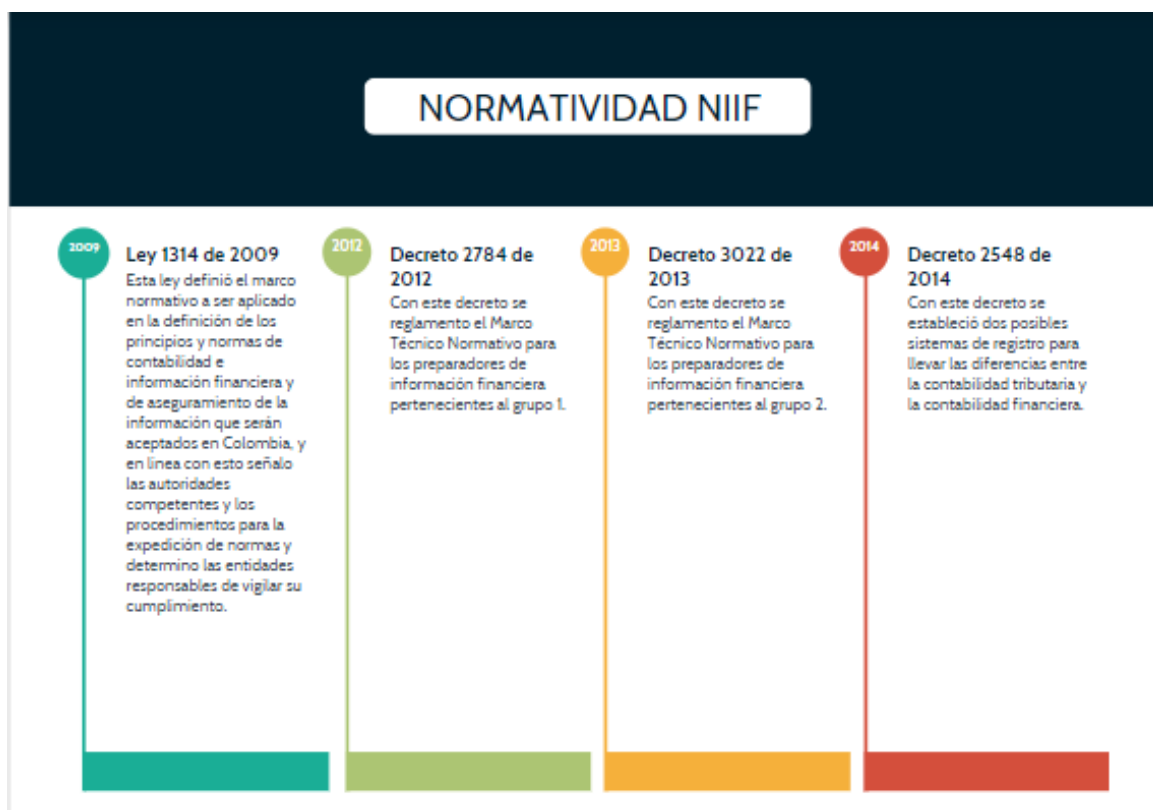 NORMATIVIDAD NIIF
2009
Ley 1314 de 2009
Esta ley definió el marco
normativo a ser aplicado
en la definición de los
principios y normas de
contabilidad e
información financiera y
de aseguramiento de la
información que serán
aceptados en Colombia, y
en linea con esto señalo
las autoridades
competentes y los
procedimientos para la
expedición de normas y
determino las entidades
responsables de vigilar su
cumplimiento.
2012
Decreto 2784 de
2012
Con este decreto se
reglamento el Marco
Técnico Normativo para
los preparadores de
información financiera
pertenecientes al grupo 1.
2013
Decreto 3022 de
2013
Con este decreto se
reglamento el Marco
Técnico Normativo para
los preparadores de
información financiera
pertenecientes al grupo 2.
2014
Decreto 2548 de
2014
Con este decreto se
estableció dos posibles
sistemas de registro para
llevar las diferencias entre
la contabilidad tributaria y
la contabilidad financiera.